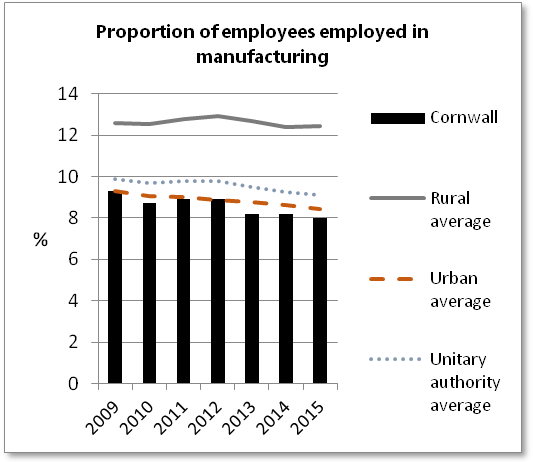 Proportion of employees employed in
manufacturing
14
12
10
8
6
4
2
0
%
2009
2010
2011
2012
2013
2014
2015
Cornwall
Rural
average
Urban
average
Unitary
authority
average